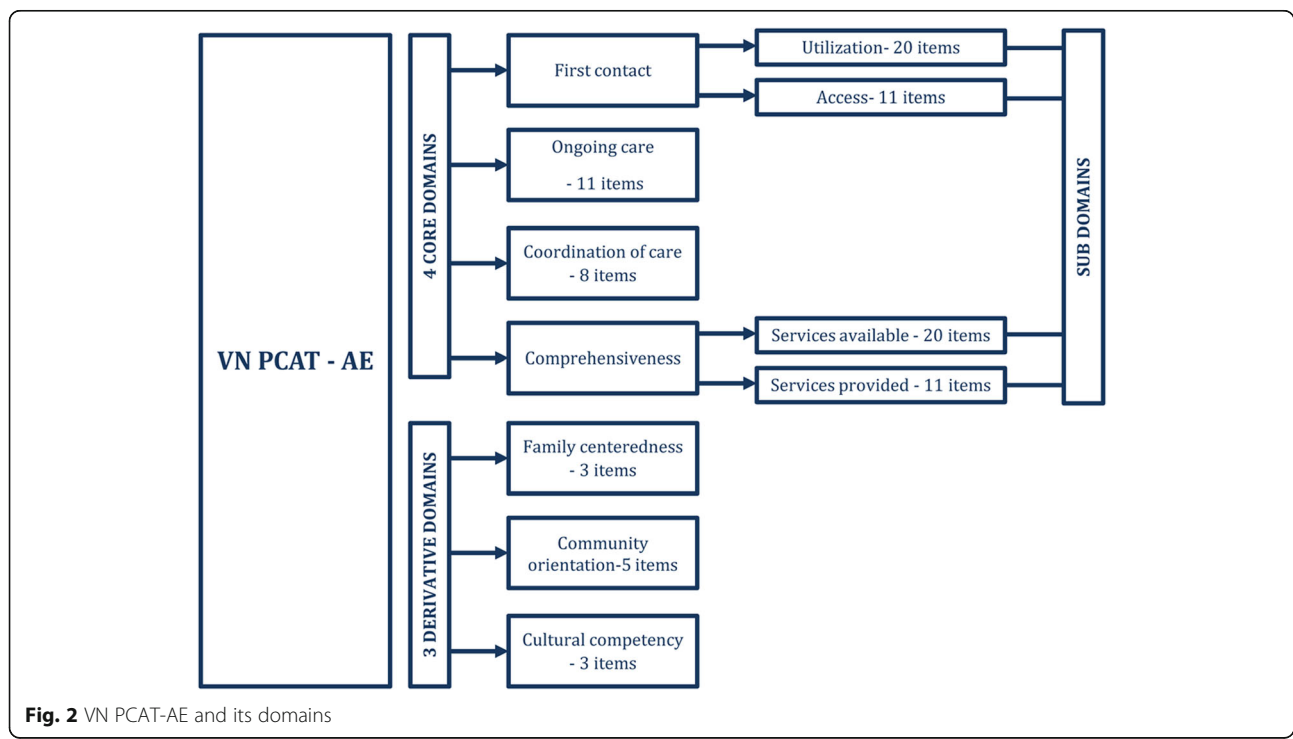 VN PCAT - AE
4 CORE DOMAINS
First contact
Utilization- 20 items
Access- 11 items
Ongoing care
- 11 items
Coordination of care
- 8 items
Comprehensiveness
Services available - 20 items
Services provided - 11 items
SUB DOMAINS
3 DERIVATIVE DOMAINS
Family centeredness
- 3 items
Community
orientation-5 items
Cultural competency
- 3 items
Fig. 2 VN PCAT-AE and its domains